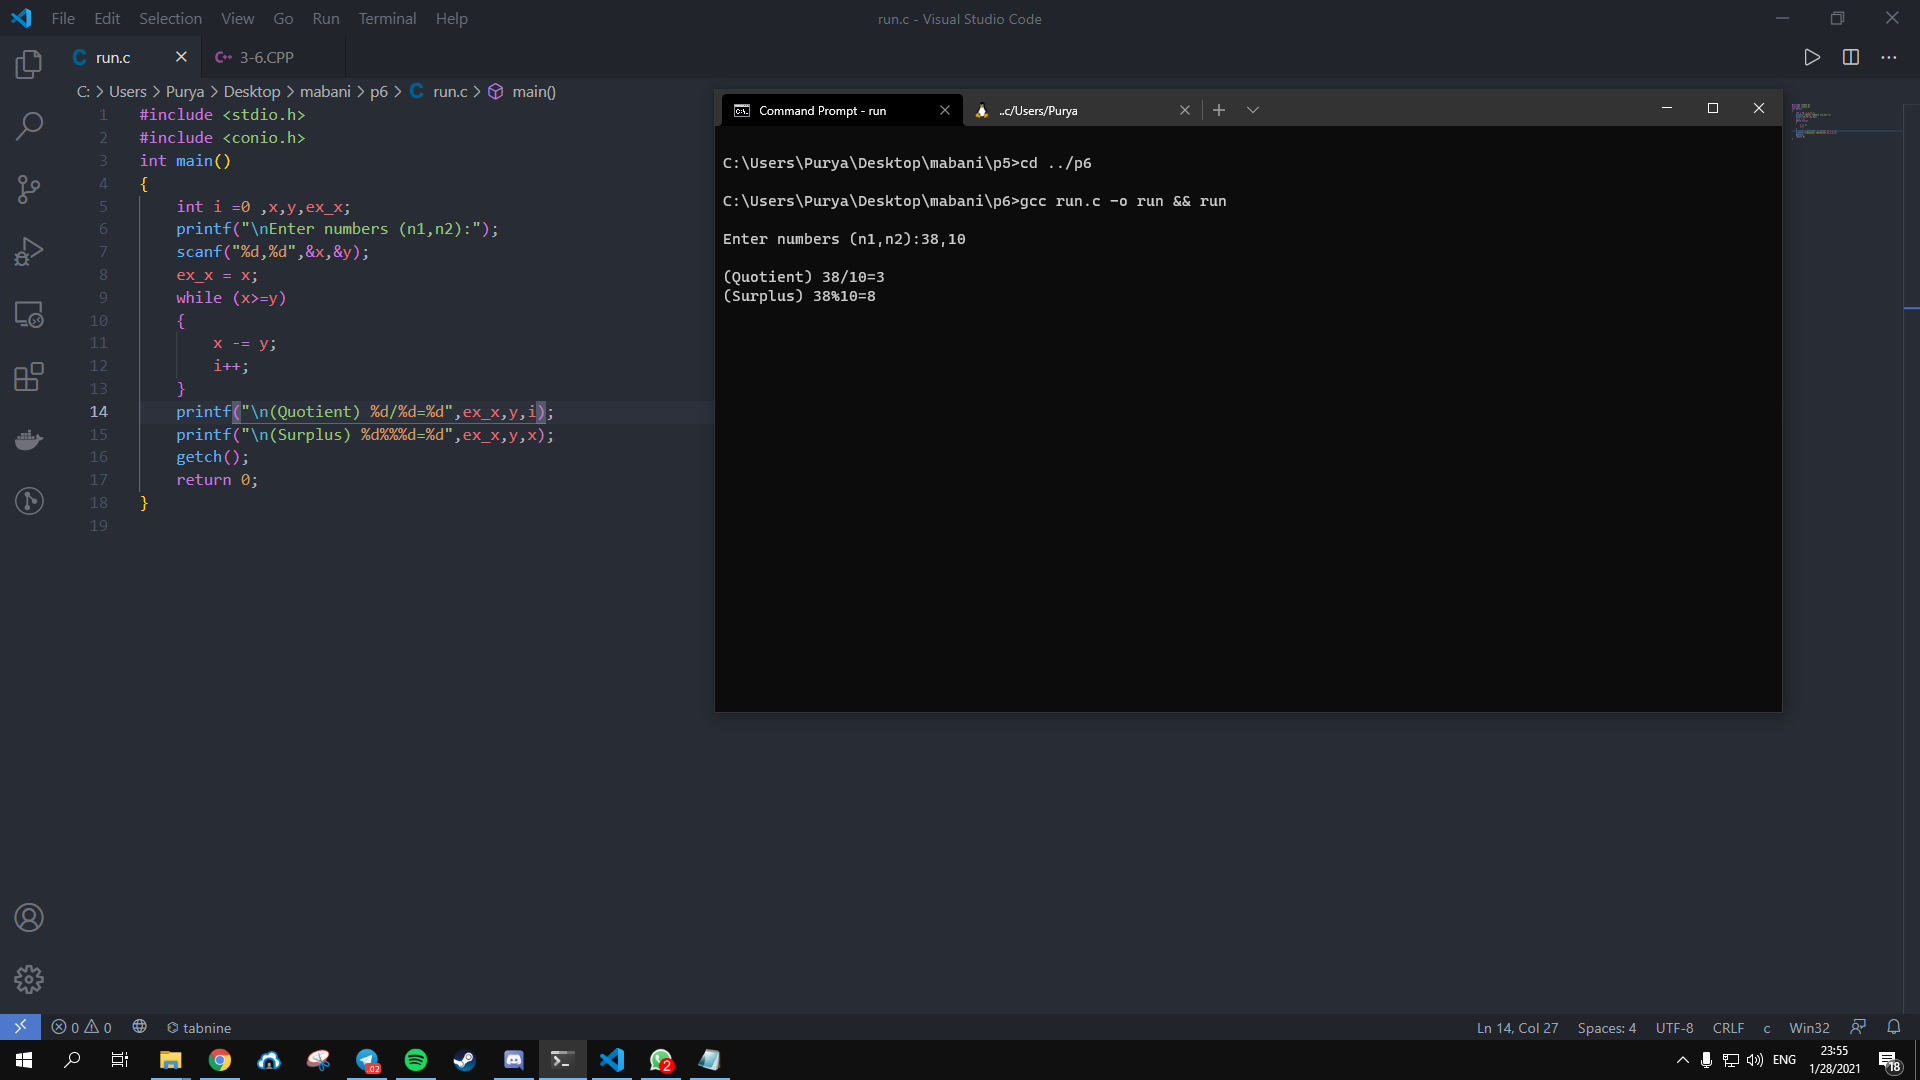 File Edit Selection View Go Run Terminal Help
run.c - Visual Studio Code
run.c
3-6.CPP
C: > Users > Purya > Desktop > mabani > p6 > run.c > main()
1 #include <stdio.h>
2 #include <conio.h>
3 int main()
4 {
5 int i =0 ,x,y,ex_x;
6 printf("\nEnter numbers (n1,n2):");
7 scanf("%d,%d",&x,&y);
8 ex_x = x;
9 while (x>=y)
10 {
11 x -= y;
12 i++;
13 }
14 printf("\n(Quotient) %d/%d=%d",ex_x,y,i);
15 printf("\n(Surplus) %d%%%d=%d",ex_x,y,x);
16 getch();
17 return 0;
18 }
19
Command Prompt - run
..c/Users/Purya
C:\Users\Purya\Desktop\mabani\p5>cd ../p6
C:\Users\Purya\Desktop\mabani\p6>gcc run.c -o run && run
Enter numbers (n1,n2):38,10
(Quotient) 38/10=3
(Surplus) 38%10=8
0 0 tabnine
Ln 14, Col 27 Spaces: 4 UTF-8 CRLF c Win32
.02
2
ENG
23:55
1/28/2021
18